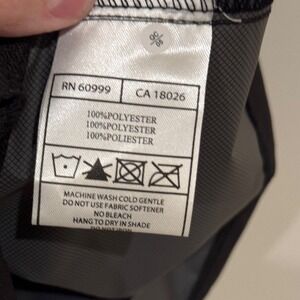 RN 60999 CA 18026
100%POLYESTER
100%POLYESTER
100%POLIESTER
MACHINE WASH COLD GENTLE
DO NOT USE FABRIC SOFTENER
NO BLEACH
HANG TO DRY IN SHADE